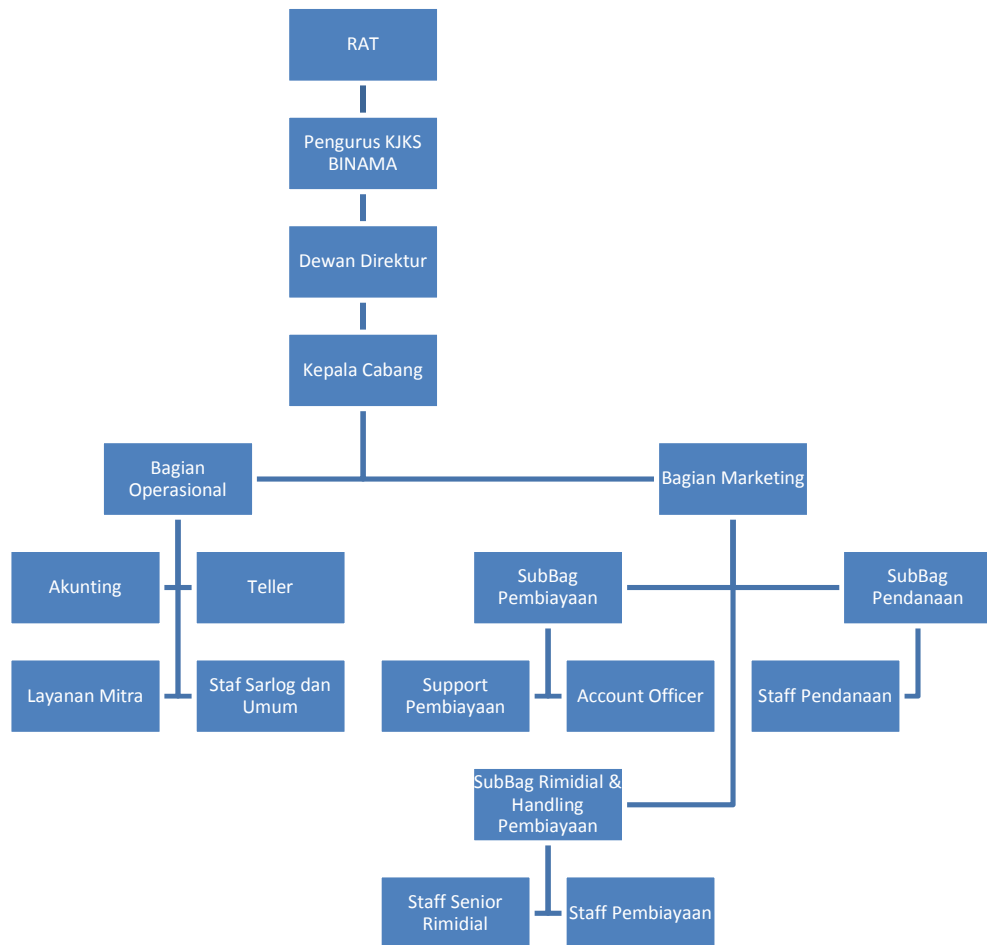 RAT
Pengurus KJKS
BINAMA
Dewan Direktur
Kepala Cabang
Bagian
Operasional
Bagian Marketing
Akunting
Teller
SubBag
Pembiayaan
SubBag
Pendanaan
Layanan Mitra
Staf Sarlog dan
Umum
Support
Pembiayaan
Account Officer
Staff Pendanaan
SubBag Rimidial &
Handling
Pembiayaan
Staff Senior
Rimidial
Staff Pembiayaan